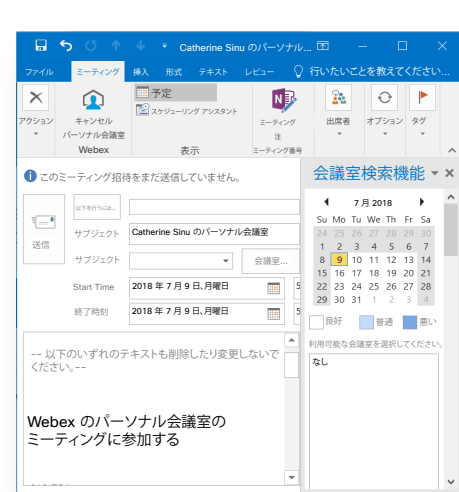 Catherine Sinu のパーソナル...
ファイル ミーティング 挿入 形式 テキスト レビュー 行いたいことを教えてください...
アクション
キャンセル
パーソナル会議室
Webex
予定
スケジューリング アシスタント
表示
N
ミーティング
注
ミーティング番号
出席者
オプション
タグ
このミーティング招待をまだ送信していません。
送信
以下を行うには...
サブジェクト Catherine Sinu のパーソナル会議室
サブジェクト 会議室...
Start Time 2018 年 7 月 9 日、月曜日 5
終了時刻 2018 年 7 月 9 日、月曜日 5
-- 以下のいずれのテキストも削除したり変更しないで
ください。--
Webex のパーソナル会議室の
ミーティングに参加する
会議室検索機能
7 月 2018
Su Mo Tu We Th Fr Sa
24 25 26 27 28 29 30
1 2 3 4 5 6 7
8 9 10 11 12 13 14
15 16 17 18 19 20 21
22 23 24 25 26 27 28
29 30 31 1 2 3 4
良好 普通 悪い
利用可能な会議室を選択してください。
なし